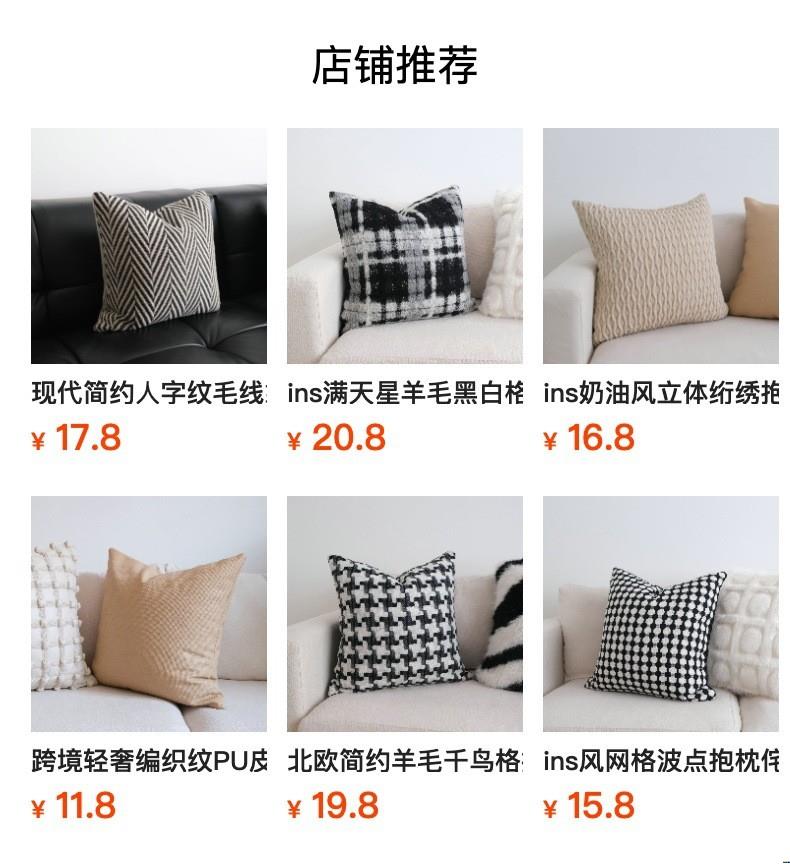 店铺推荐
现代简约人字纹毛线
ins满天星羊毛黑白格
ins奶油风立体绗绣抱
¥ 17.8
¥ 20.8
¥ 16.8
跨境轻奢编织纹PU皮
北欧简约羊毛千鸟格
ins风网格波点抱枕
¥ 11.8
¥ 19.8
¥ 15.8